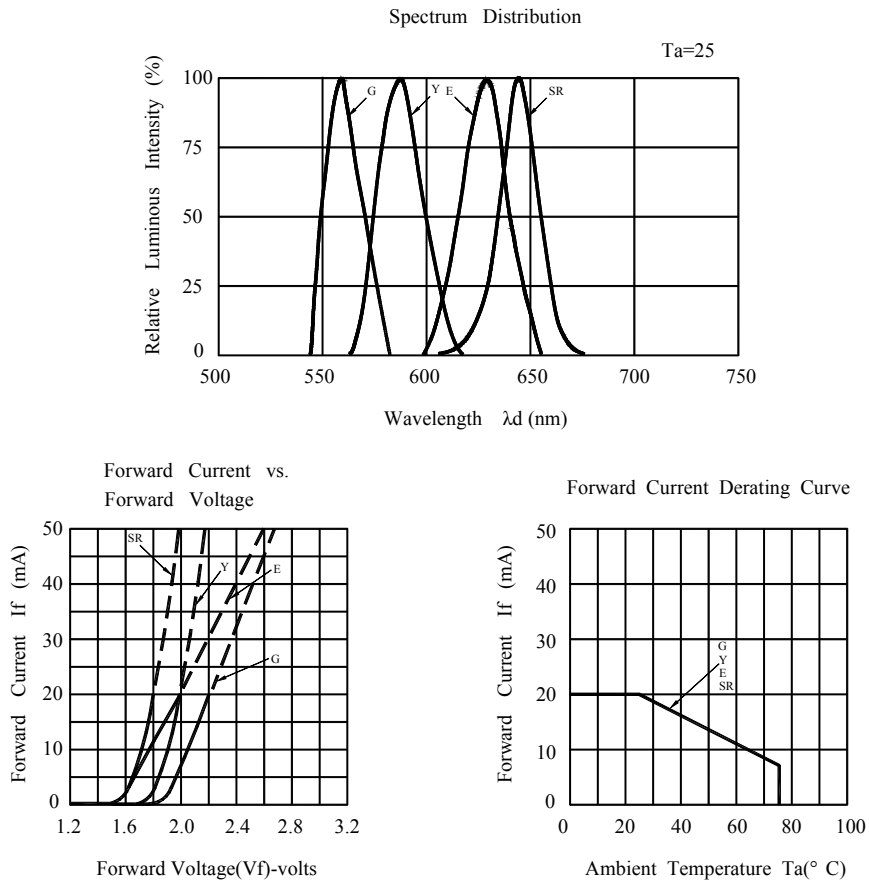 Spectrum Distribution
Ta=25
Relative Luminous Intensity (%)
100
75
50
25
0
G
Y
E
SR
500
550
600
650
700
750
Wavelength λd (nm)
Forward Current vs.
Forward Voltage
Forward Current If (mA)
50
40
30
20
10
0
SR
Y
E
G
1.2
1.6
2.0
2.4
2.8
3.2
Forward Voltage(Vf)-volts
Forward Current Derating Curve
Forward Current If (mA)
50
40
30
20
10
0
G
Y
E
SR
0
20
40
60
80
100
Ambient Temperature Ta(° C)